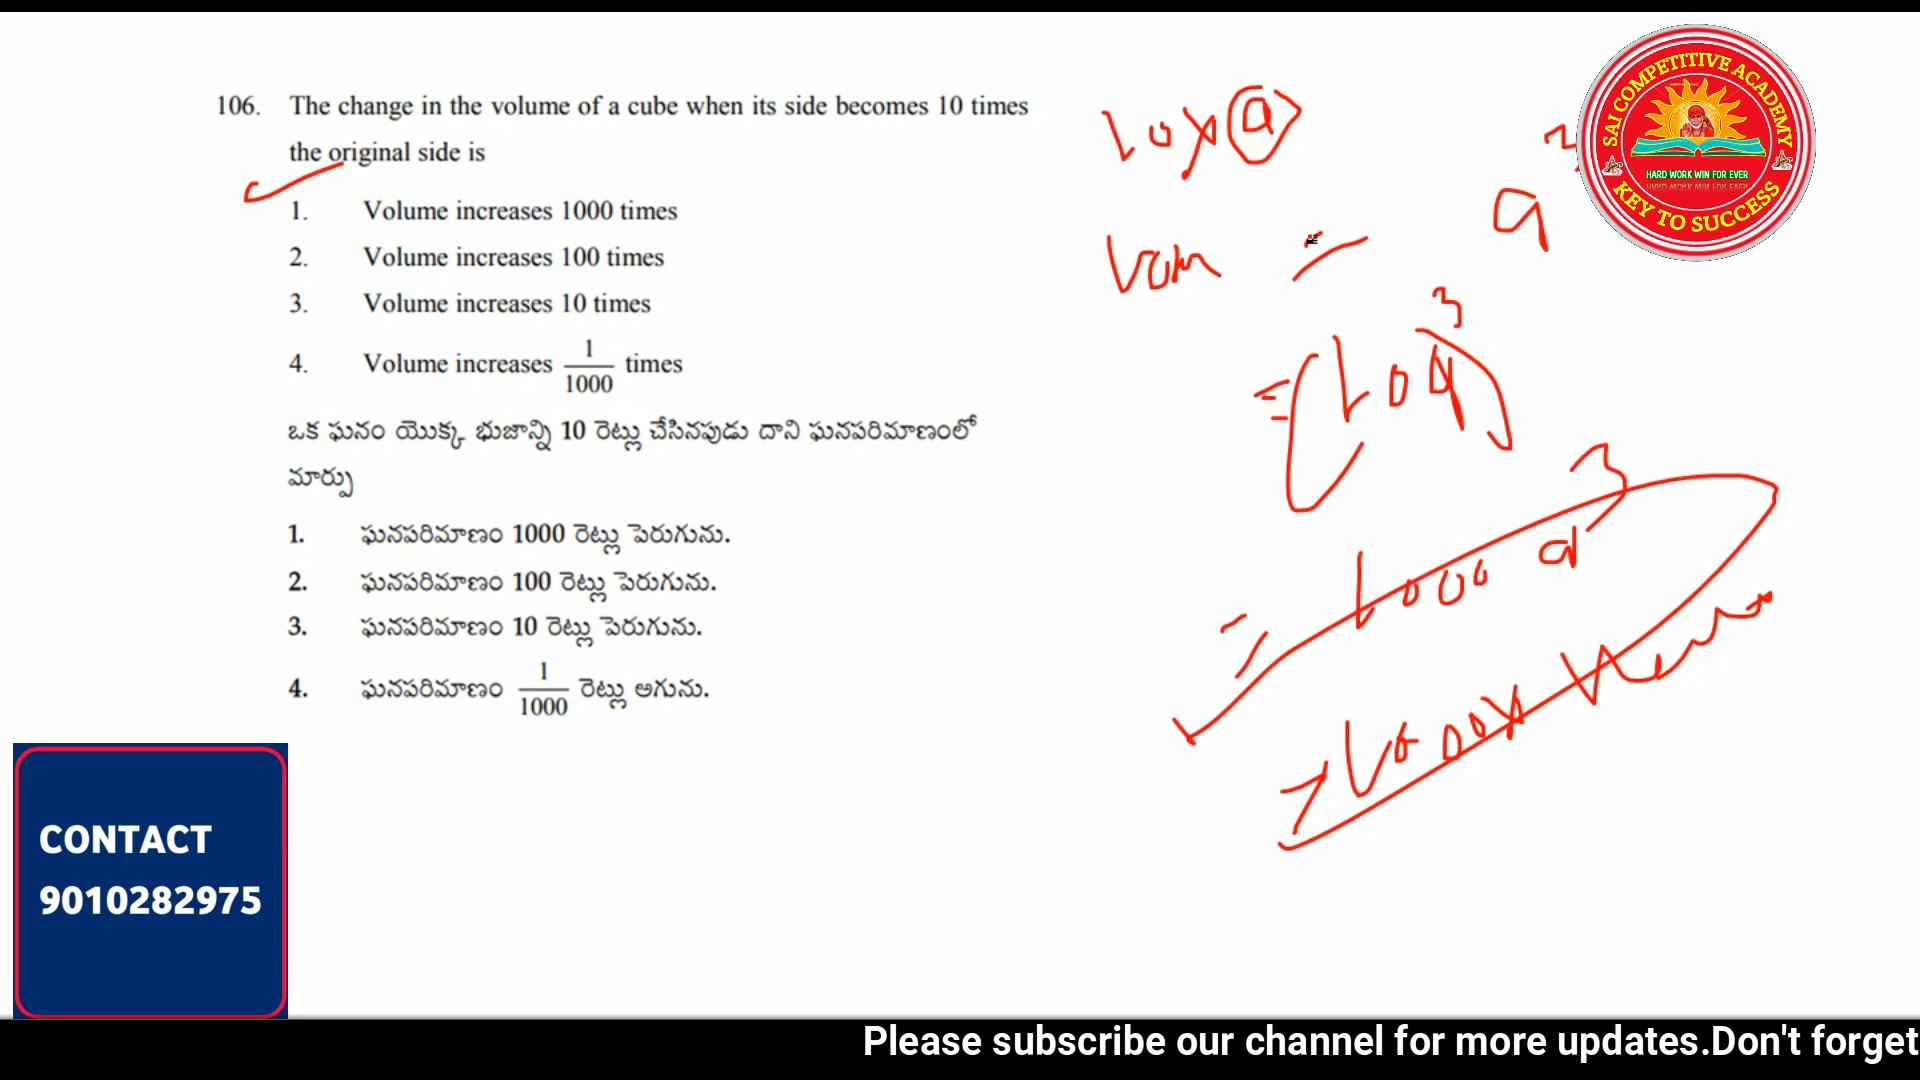 106. The change in the volume of a cube when its side becomes 10 times
the original side is
1. Volume increases 1000 times
2. Volume increases 100 times
3. Volume increases 10 times
4. Volume increases 1/1000 times
ఒక ఘనం యొక్క భుజాన్ని 10 రెట్లు చేసినపుడు దాని ఘనపరిమాణంలో
మార్పు
1. ఘనపరిమాణం 1000 రెట్లు పెరుగును.
2. ఘనపరిమాణం 100 రెట్లు పెరుగును.
3. ఘనపరిమాణం 10 రెట్లు పెరుగును.
4. ఘనపరిమాణం 1/1000 రెట్లు అగును.
10 × a
= a³
= (10a)³
= 1000 a³
SAI COMPETITIVE ACADEMY
HARD WORK WIN FOR EVER
KEY TO SUCCESS
CONTACT
9010282975
Please subscribe our channel for more updates.Don't forget